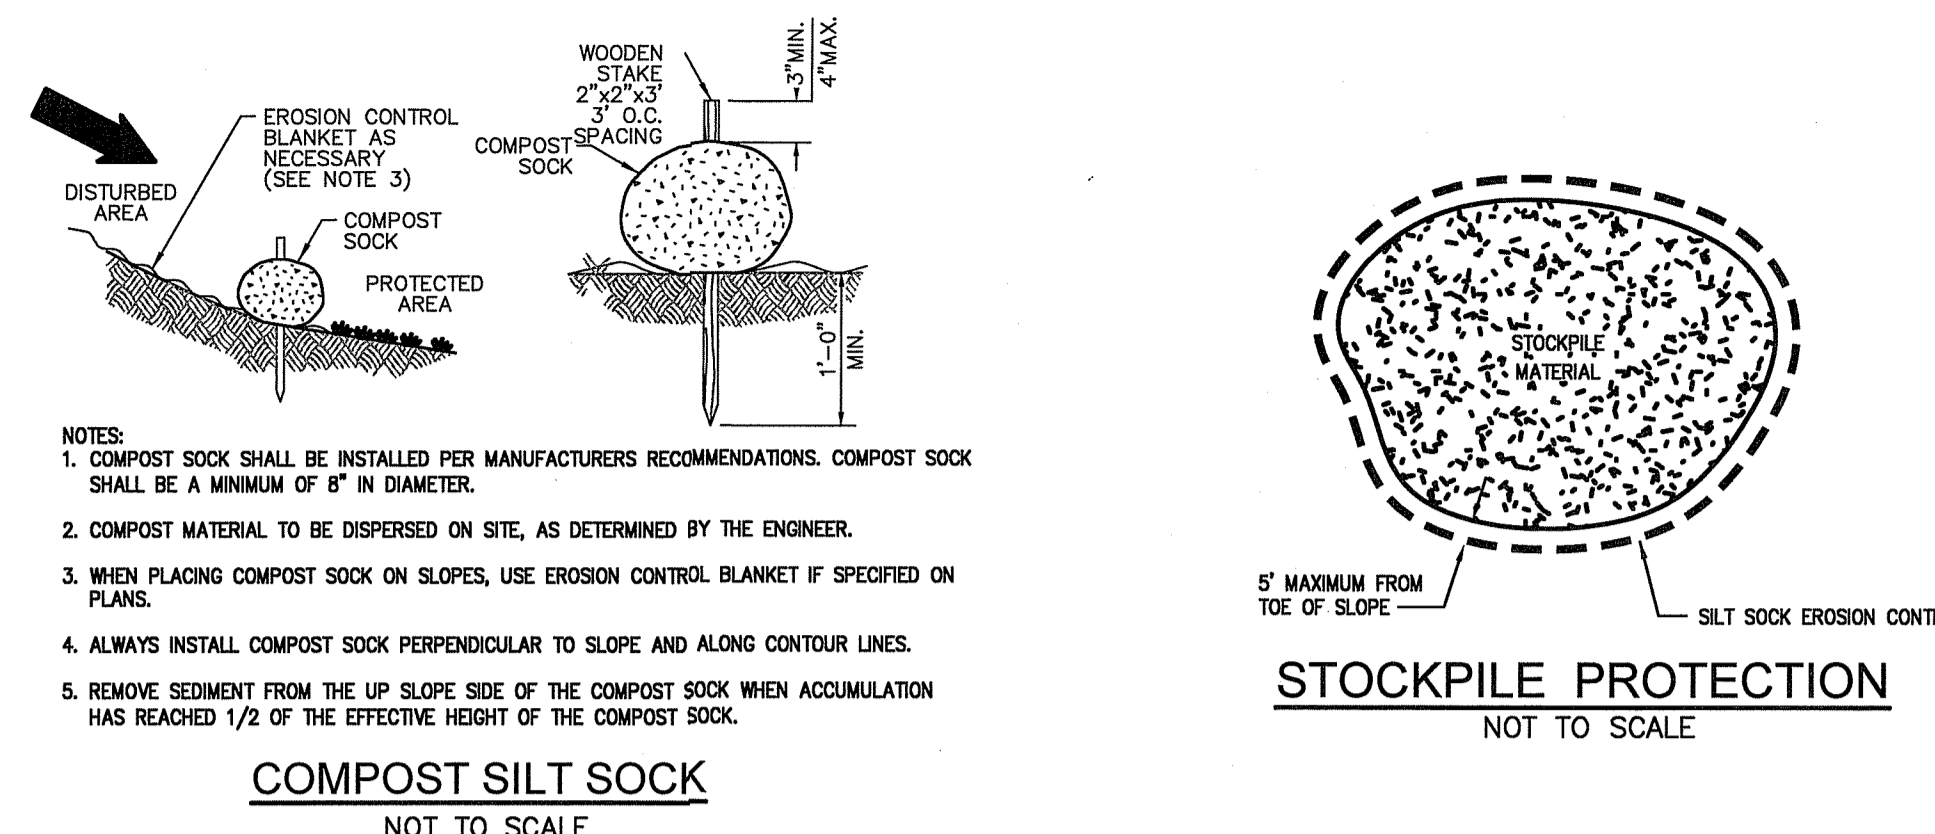 WOODEN
STAKE
2"x2"x3'
3' O.C.
SPACING
3"MIN.
4"MAX.
EROSION CONTROL
BLANKET AS
NECESSARY
(SEE NOTE 3)
COMPOST
SOCK
DISTURBED
AREA
COMPOST
SOCK
PROTECTED
AREA
1'-0"
MIN.
NOTES:
1. COMPOST SOCK SHALL BE INSTALLED PER MANUFACTURERS RECOMMENDATIONS. COMPOST SOCK
SHALL BE A MINIMUM OF 8" IN DIAMETER.
2. COMPOST MATERIAL TO BE DISPERSED ON SITE, AS DETERMINED BY THE ENGINEER.
3. WHEN PLACING COMPOST SOCK ON SLOPES, USE EROSION CONTROL BLANKET IF SPECIFIED ON
PLANS.
4. ALWAYS INSTALL COMPOST SOCK PERPENDICULAR TO SLOPE AND ALONG CONTOUR LINES.
5. REMOVE SEDIMENT FROM THE UP SLOPE SIDE OF THE COMPOST SOCK WHEN ACCUMULATION
HAS REACHED 1/2 OF THE EFFECTIVE HEIGHT OF THE COMPOST SOCK.
COMPOST SILT SOCK
NOT TO SCALE
STOCKPILE
MATERIAL
5' MAXIMUM FROM
TOE OF SLOPE
SILT SOCK EROSION
STOCKPILE PROTECTION
NOT TO SCALE